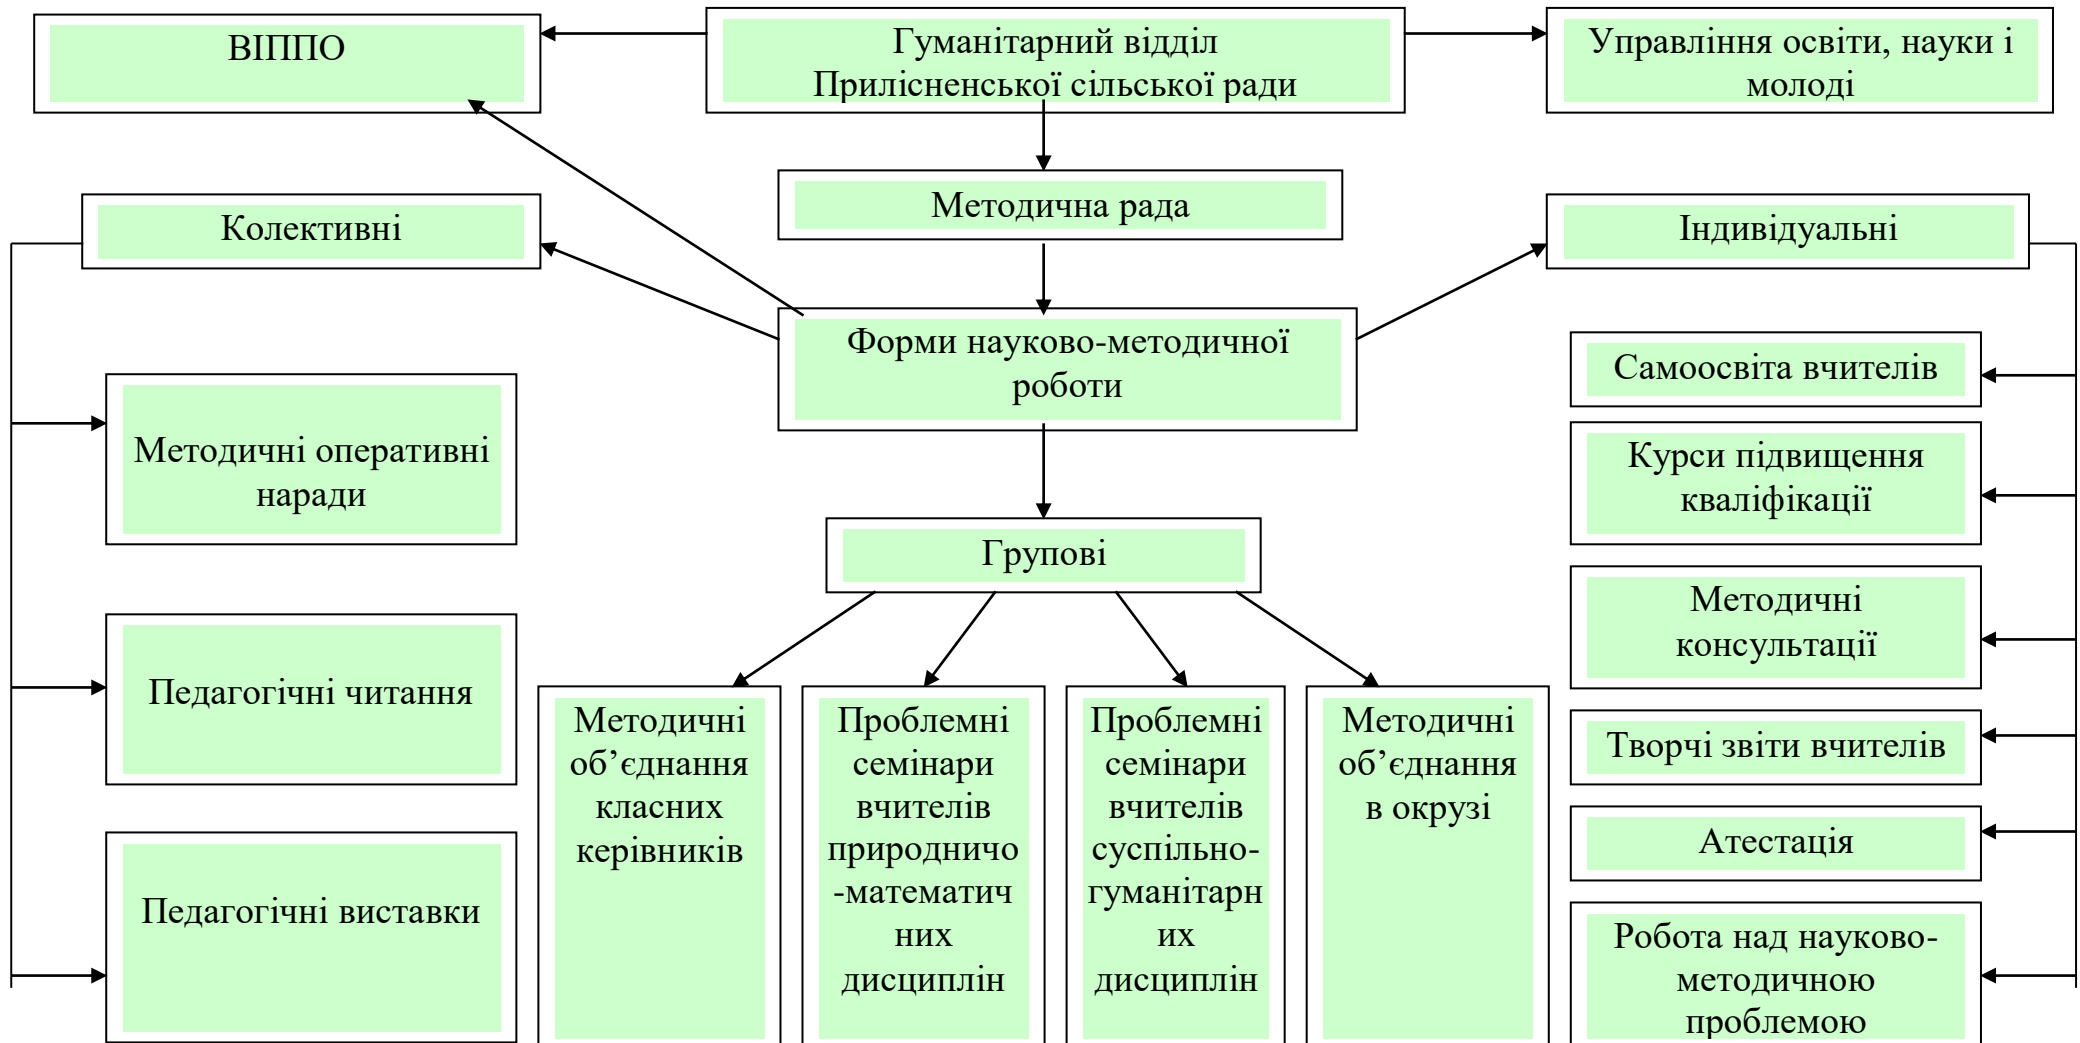 ВІППО
Гуманітарний відділ
Прилісненської сільської ради
Управління освіти, науки і
молоді
Методична рада
Колективні
Індивідуальні
Форми науково-методичної
роботи
Методичні оперативні
наради
Педагогічні читання
Педагогічні виставки
Групові
Методичні
об’єднання
класних
керівників
Проблемні
семінари
вчителів
природничо
-математич
них
дисциплін
Проблемні
семінари
вчителів
суспільно-
гуманітарн
их
дисциплін
Методичні
об’єднання
в окрузі
Самоосвіта вчителів
Курси підвищення
кваліфікації
Методичні
консультації
Творчі звіти вчителів
Атестація
Робота над науково-
методичною
проблемою